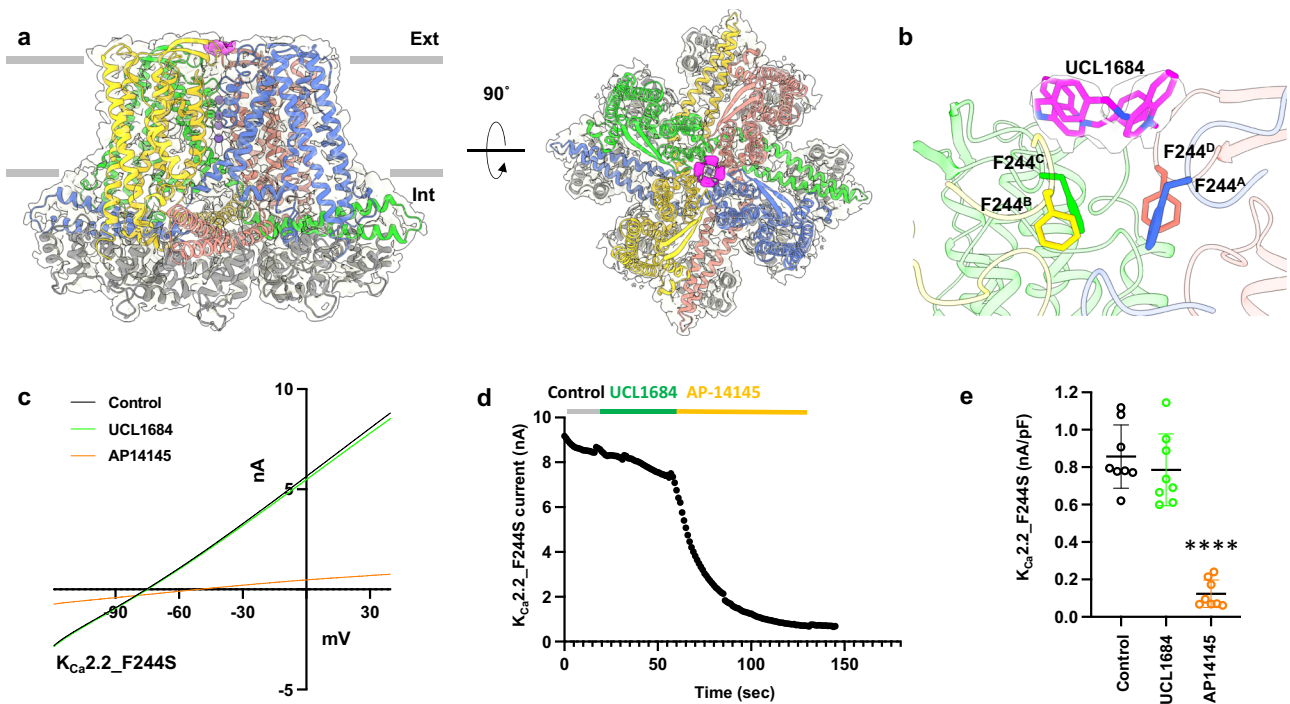 a
Ext
Int
90°
b
UCL1684
F244ᶜ
F244ᴰ
F244ᴮ
F244ᴬ
c
Control
UCL1684
AP14145
10
nA
5
-90
-60
-30
30
mV
-5
K_Ca2.2_F244S
d
Control UCL1684 AP-14145
K_Ca2.2_F244S current (nA)
10
8
6
4
2
0
0
50
100
150
Time (sec)
e
K_Ca2.2_F244S (nA/pF)
1.2
1.0
0.8
0.6
0.4
0.2
0.0
****
Control
UCL1684
AP14145